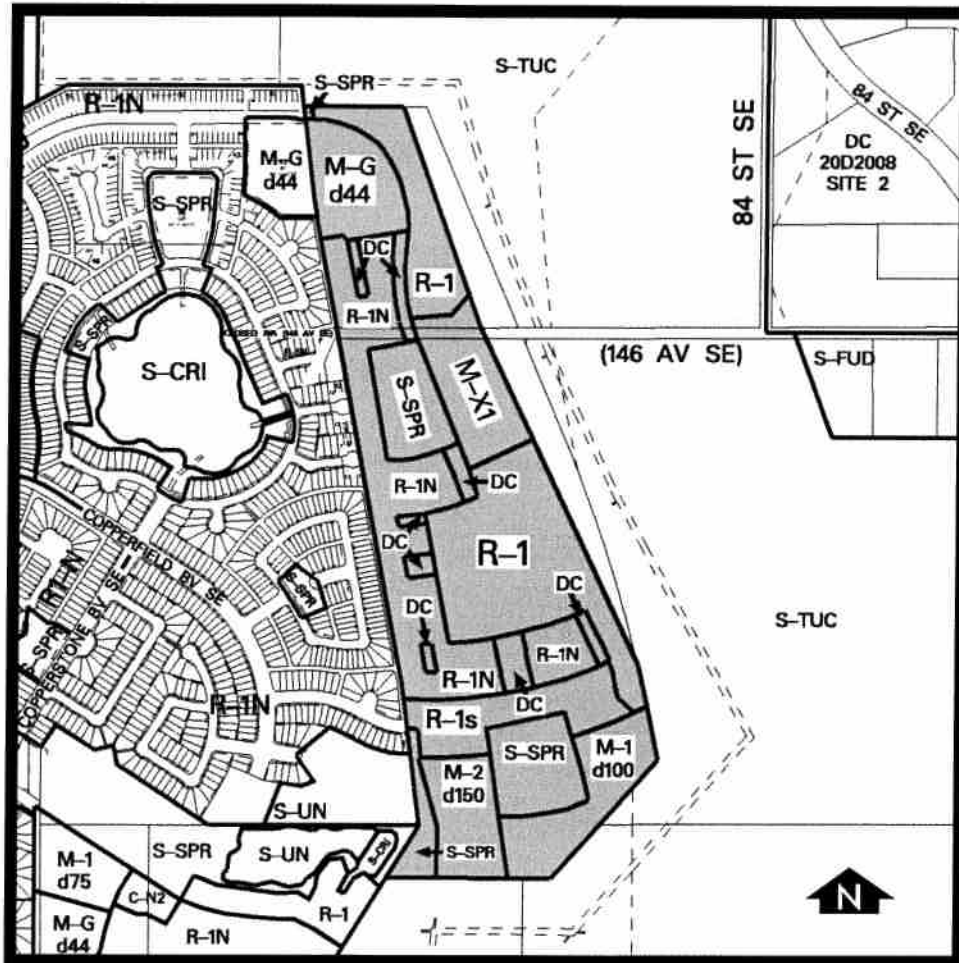 S-TUC
S-SPR
R-1N
84 ST SE
DC
20D2008
SITE 2
84 ST SE
M-G
d44
M-G
d44
S-SPR
DC
R-1
R-1N
S-SPR
(146 AV SE)
S-FUD
S-CRI
S-SPR
M-X1
R-1N
DC
COPPERFIELD BV SE
DC
R-1
R1-N
S-SPR
DC
DC
S-TUC
SPR
COPPERSTONE BV SE
R-1N
R-1N
DC
R-1N
R-1s
S-SPR
M-1
d100
M-2
d150
S-UN
S-SPR
S-UN
S-CRI
S-SPR
M-1
d75
C-N2
R-1
M-G
d44
R-1N
N